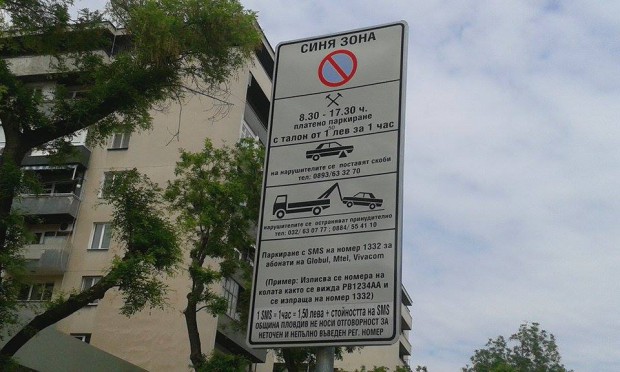 СИНЯ ЗОНА
8.30 - 17.30 ч.
платено паркиране
с талон от 1 лев за 1 час
на нарушителите се поставят скоби
тел: 0893/63 32 70
нарушителите се отстраняват принудително
тел. 032/ 63 07 77 ; 0884/ 55 41 10
Паркиране с SMS на номер 1332 за
абонати на Globul, Mtel, Vivacom
(Пример: Изписва се номера на
колата както се вижда PB1234AA и
се изпраща на номер 1332)
1 SMS = 1час = 1,50 лева + стойността на SMS
ОБЩИНА ПЛОВДИВ НЕ НОСИ ОТГОВОРНОСТ ЗА
НЕТОЧЕН И НЕПЪЛНО ВЪВЕДЕН РЕГ. НОМЕР